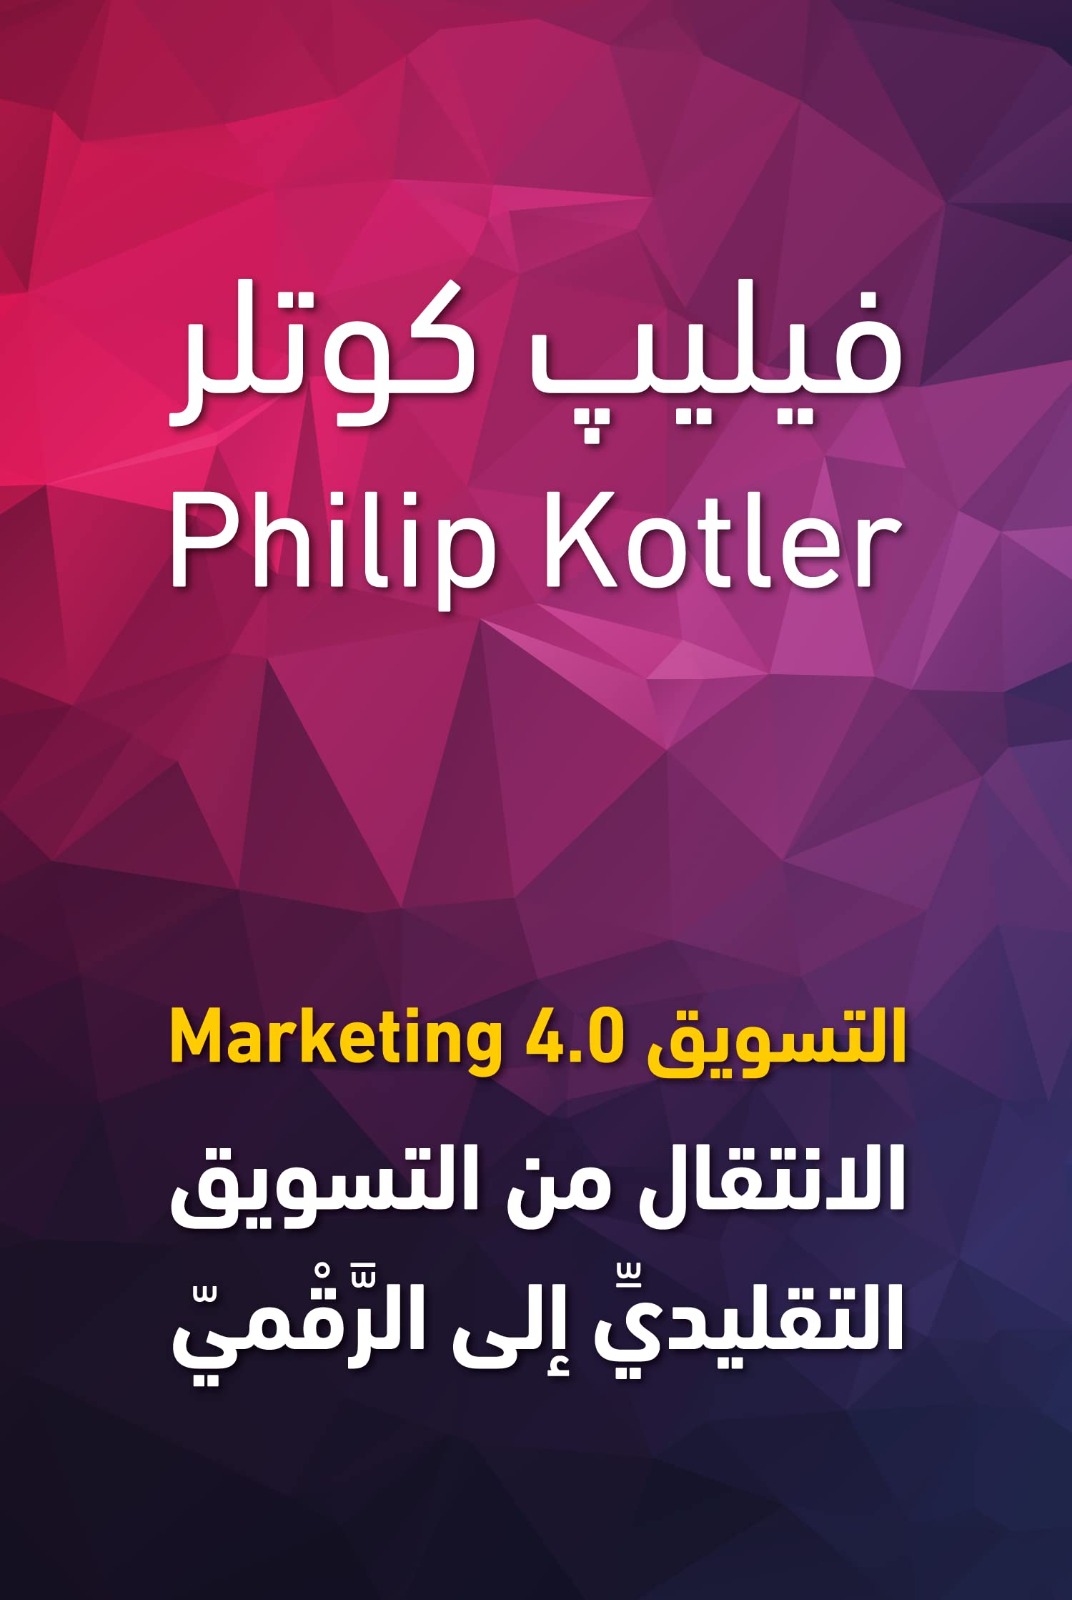 فيليپ كوتلر
Philip Kotler
التسويق Marketing 4.0
الانتقال من التسويق
التقليديِّ إلى الرَّقْميّ